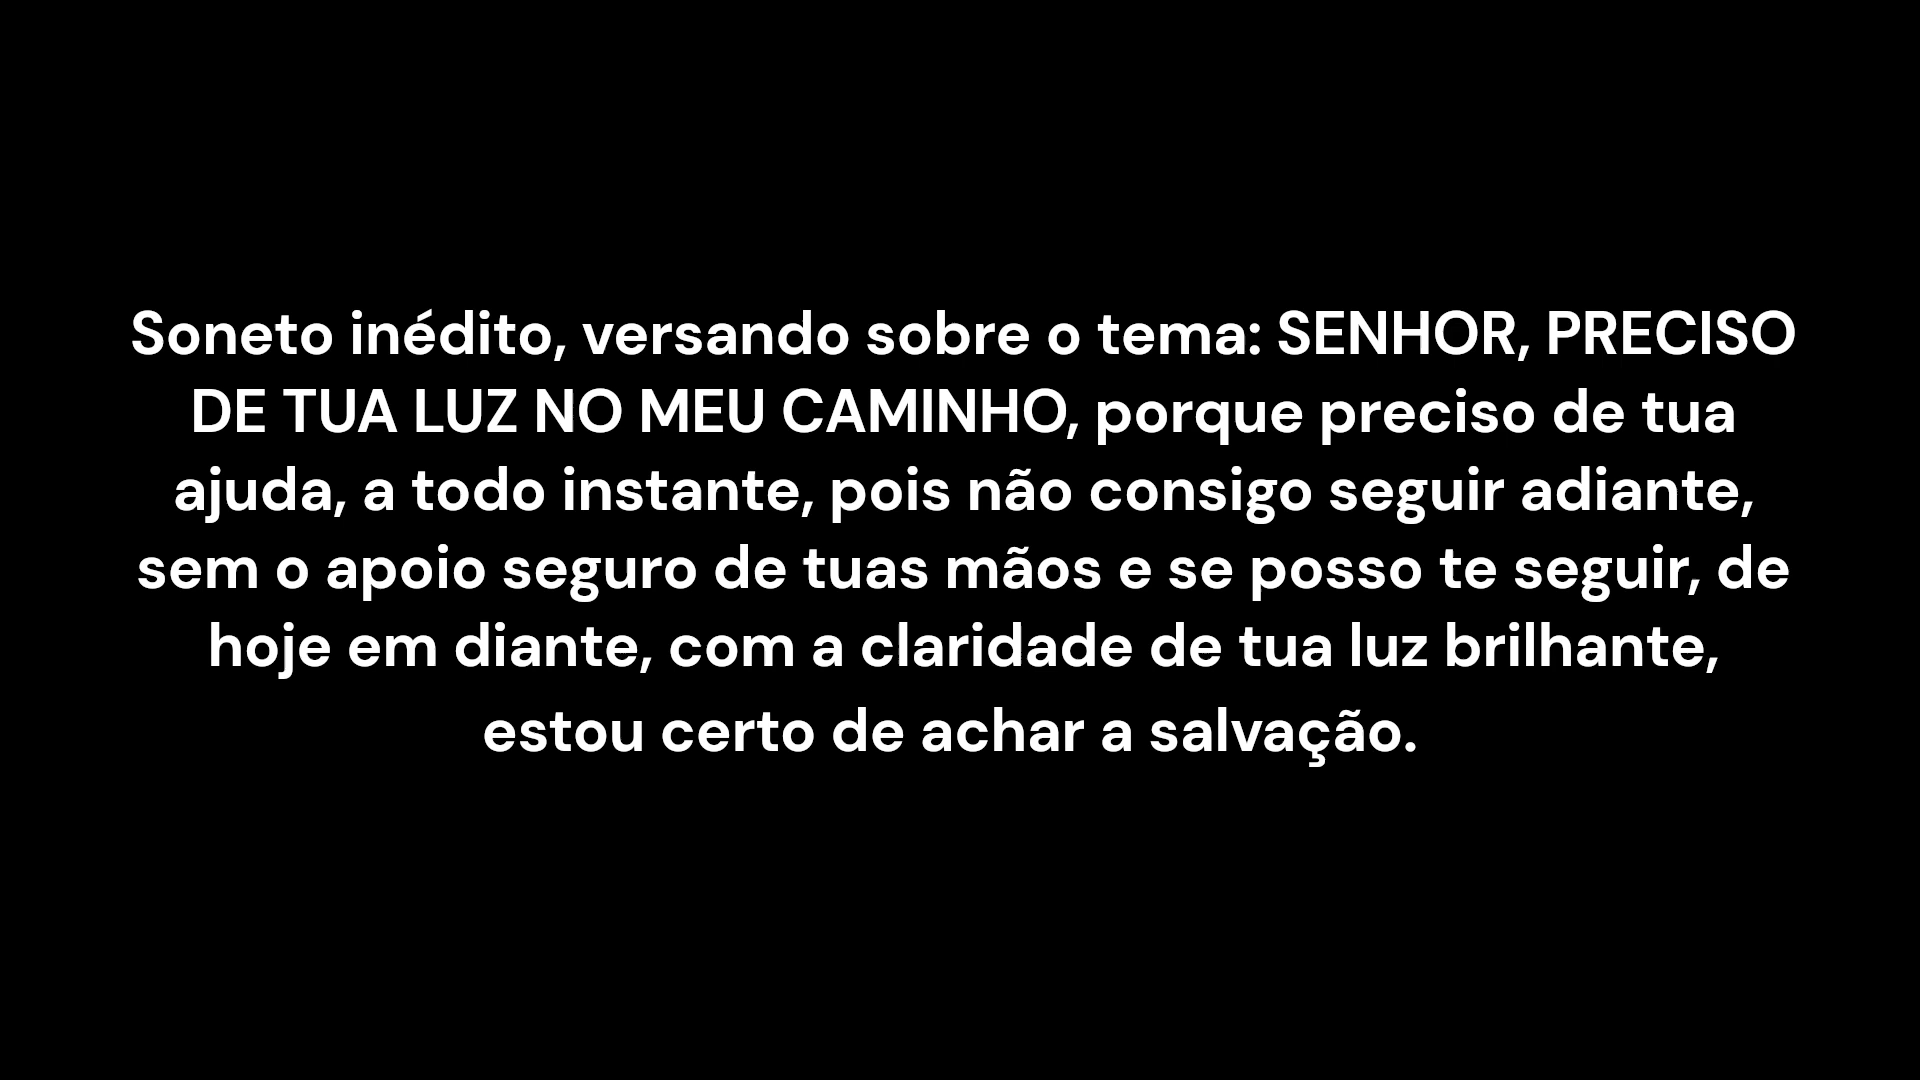 Soneto inédito, versando sobre o tema: SENHOR, PRECISO
DE TUA LUZ NO MEU CAMINHO, porque preciso de tua
ajuda, a todo instante, pois não consigo seguir adiante,
sem o apoio seguro de tuas mãos e se posso te seguir, de
hoje em diante, com a claridade de tua luz brilhante,
estou certo de achar a salvação.